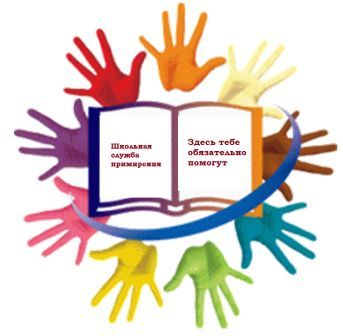 Школьная
служба
примирения
Здесь тебе
обязательно
помогут